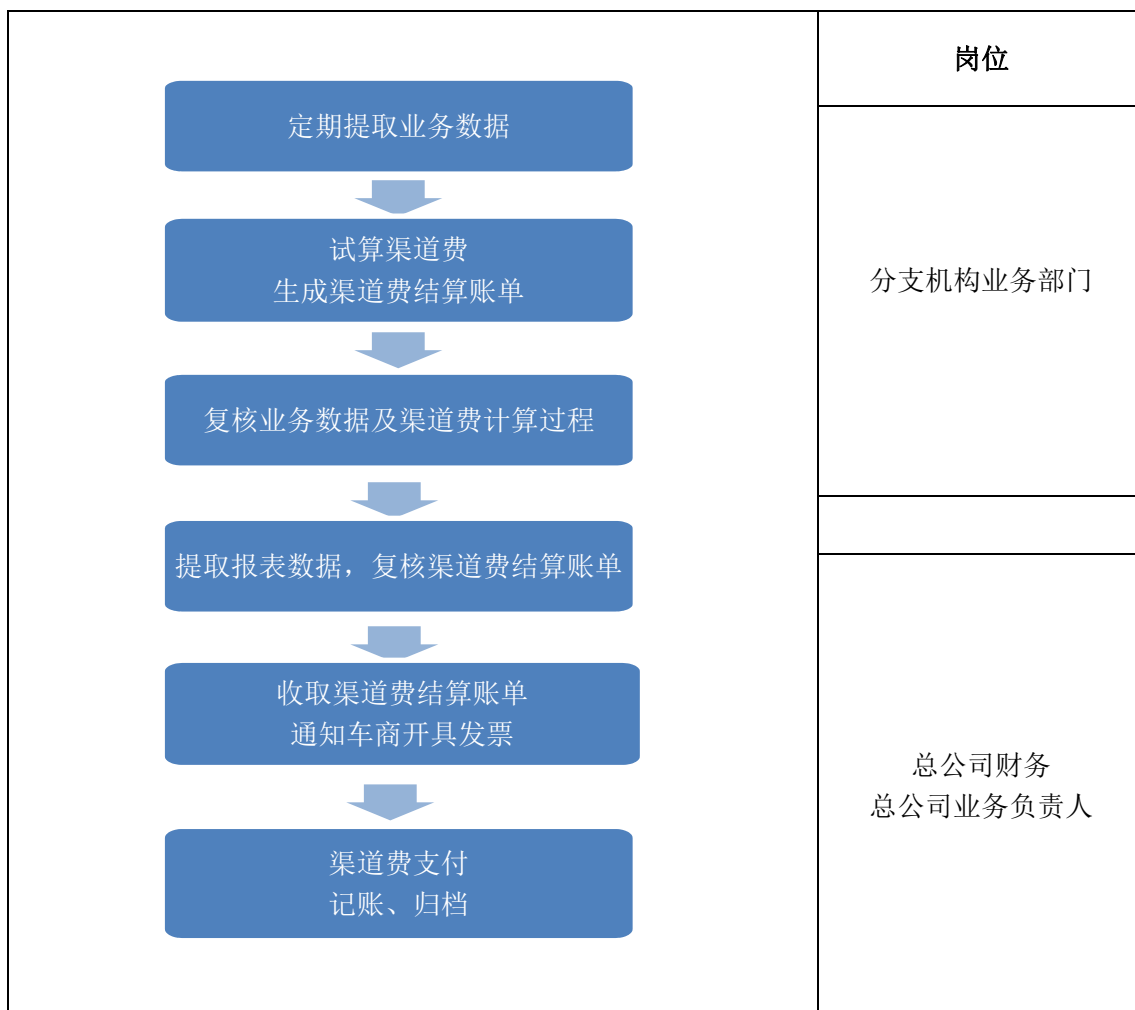 岗位
定期提取业务数据
试算渠道费
生成渠道费结算账单
分支机构业务部门
复核业务数据及渠道费计算过程
提取报表数据，复核渠道费结算账单
收取渠道费结算账单
通知车商开具发票
总公司财务
总公司业务负责人
渠道费支付
记账、归档